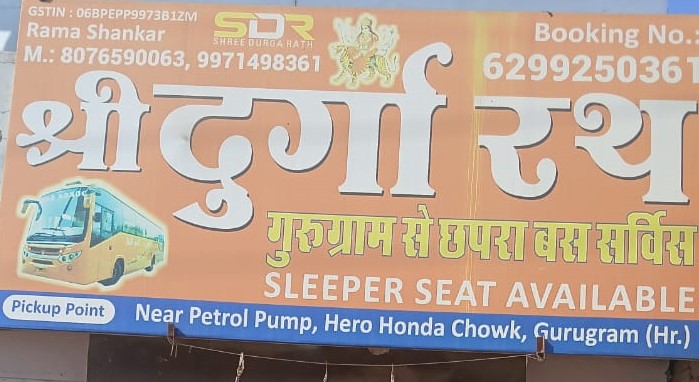 GSTIN : 06BPEPP9973B1ZM
Rama Shankar
M.: 8076590063, 9971498361
SDR
SHREE DURGA RATH
Booking No.:
6299250361
श्री दुर्गा रथ
गुरुग्राम से छपरा बस सर्विस
SLEEPER SEAT AVAILABLE
Pickup Point
Near Petrol Pump, Hero Honda Chowk, Gurugram (Hr.)